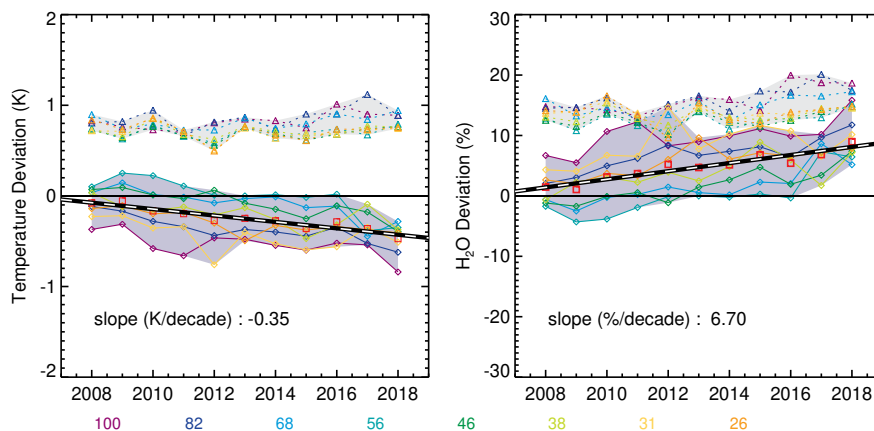 Temperature Deviation (K)
2
1
0
-1
-2
slope (K/decade) : -0.35
2008 2010 2012 2014 2016 2018
H₂O Deviation (%)
30
20
10
0
-10
-20
-30
slope (%/decade) : 6.70
2008 2010 2012 2014 2016 2018
100 82 68 56 46 38 31 26